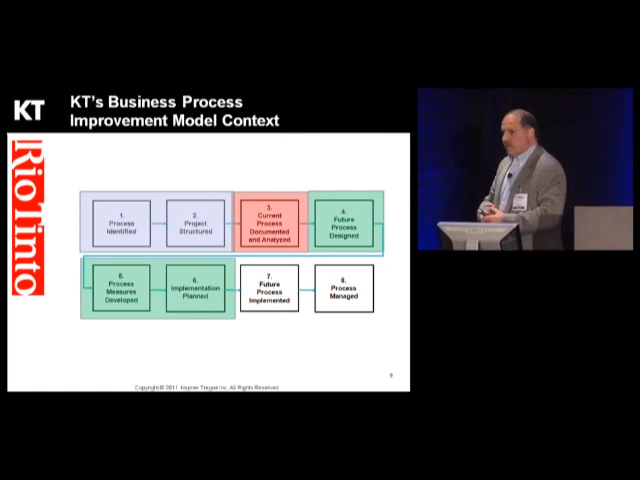 KT
KT's Business Process
Improvement Model Context
RioTinto
1.
Process
Identified
2.
Project
Structured
3.
Current
Process
Documented
and Analyzed
4.
Future
Process
Designed
5.
Process
Measures
Developed
6.
Implementation
Planned
7.
Future
Process
Implemented
8.
Process
Managed
9
Copyright © 2011 Kepner Tregoe Inc. All Rights Reserved.